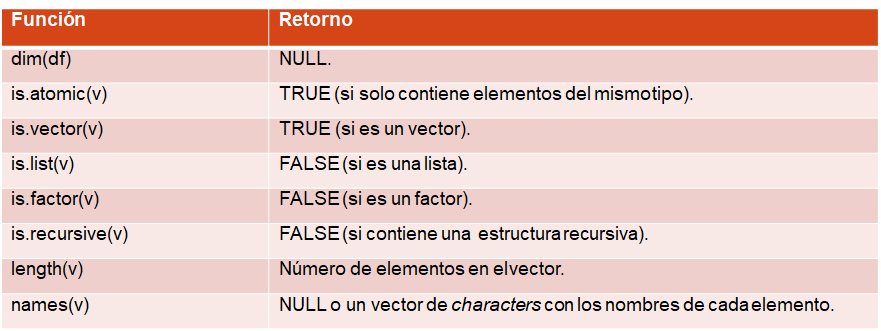 Función Retorno
dim(df) NULL.
is.atomic(v) TRUE (si solo contiene elementos del mismotipo).
is.vector(v) TRUE (si es un vector).
is.list(v) FALSE (si es una lista).
is.factor(v) FALSE (si es un factor).
is.recursive(v) FALSE (si contiene una estructura recursiva).
length(v) Número de elementos en elvector.
names(v) NULL o un vector de characters con los nombres de cada elemento.